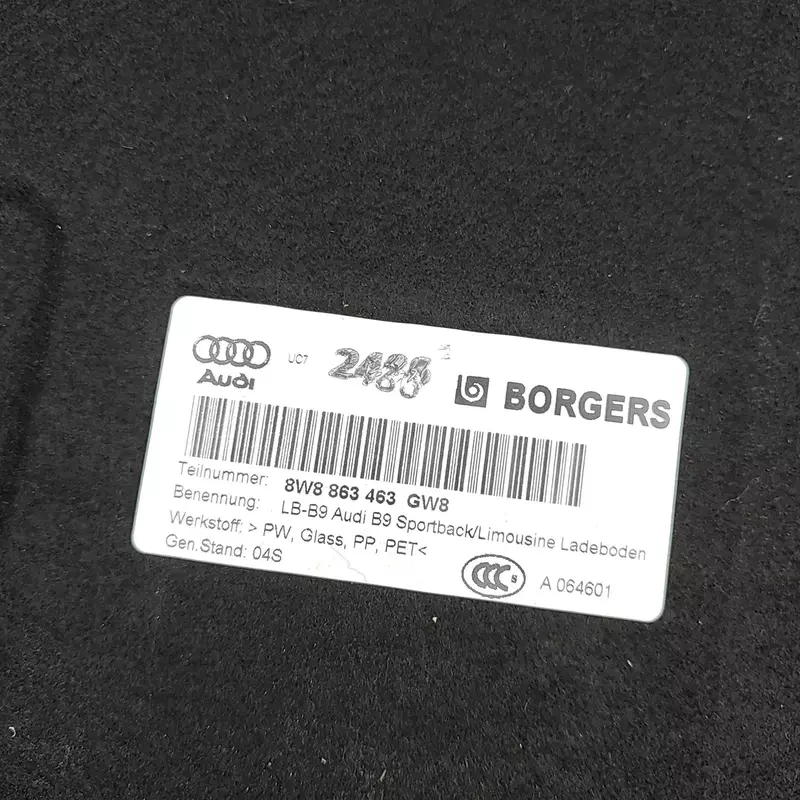 Audi
UC7
2488
BORGERS
Teilnummer: 8W8 863 463 GW8
Benennung: LB-B9 Audi B9 Sportback/Limousine Ladeboden
Werkstoff: > PW, Glass, PP, PET<
Gen.Stand: 04S
CCC S
A 064601